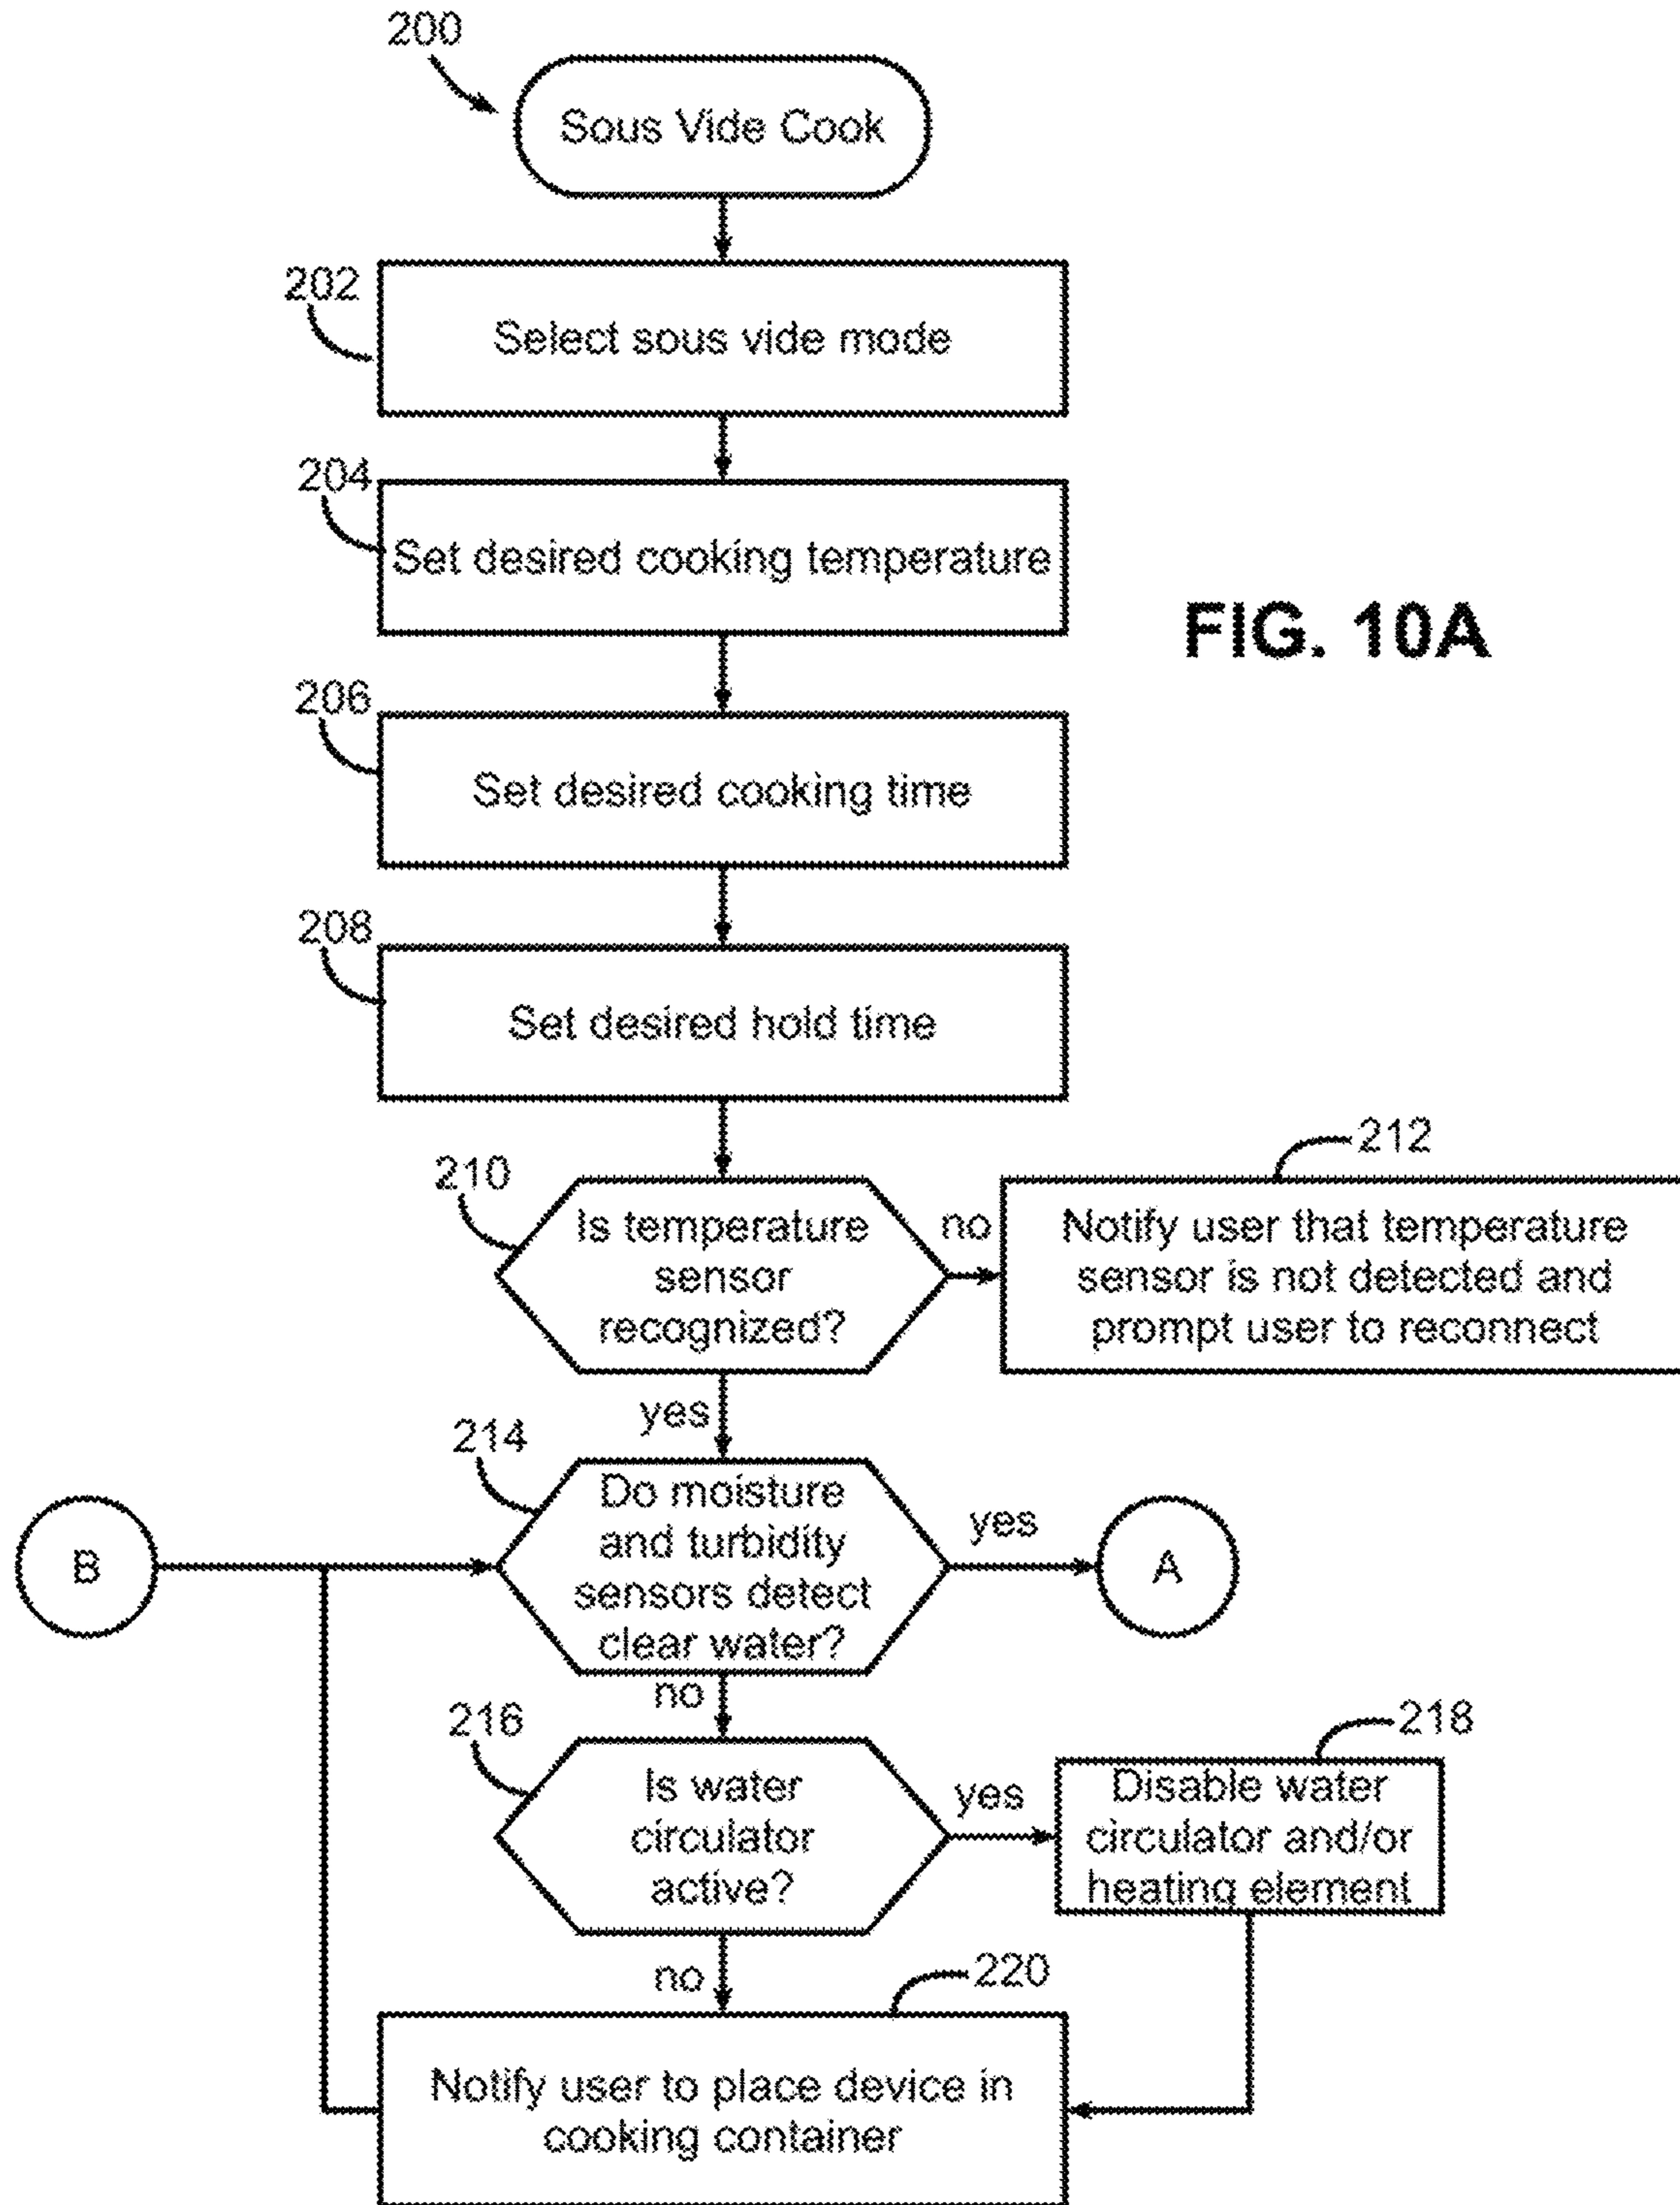 200
Sous Vide Cook
202
Select sous vide mode
204
Set desired cooking temperature
FIG. 10A
206
Set desired cooking time
208
Set desired hold time
210
Is temperature
sensor
recognized?
no
212
Notify user that temperature
sensor is not detected and
prompt user to reconnect
yes
214
Do moisture
and turbidity
sensors detect
clear water?
yes
A
B
no
216
Is water
circulator
active?
yes
218
Disable water
circulator and/or
heating element
no
220
Notify user to place device in
cooking container